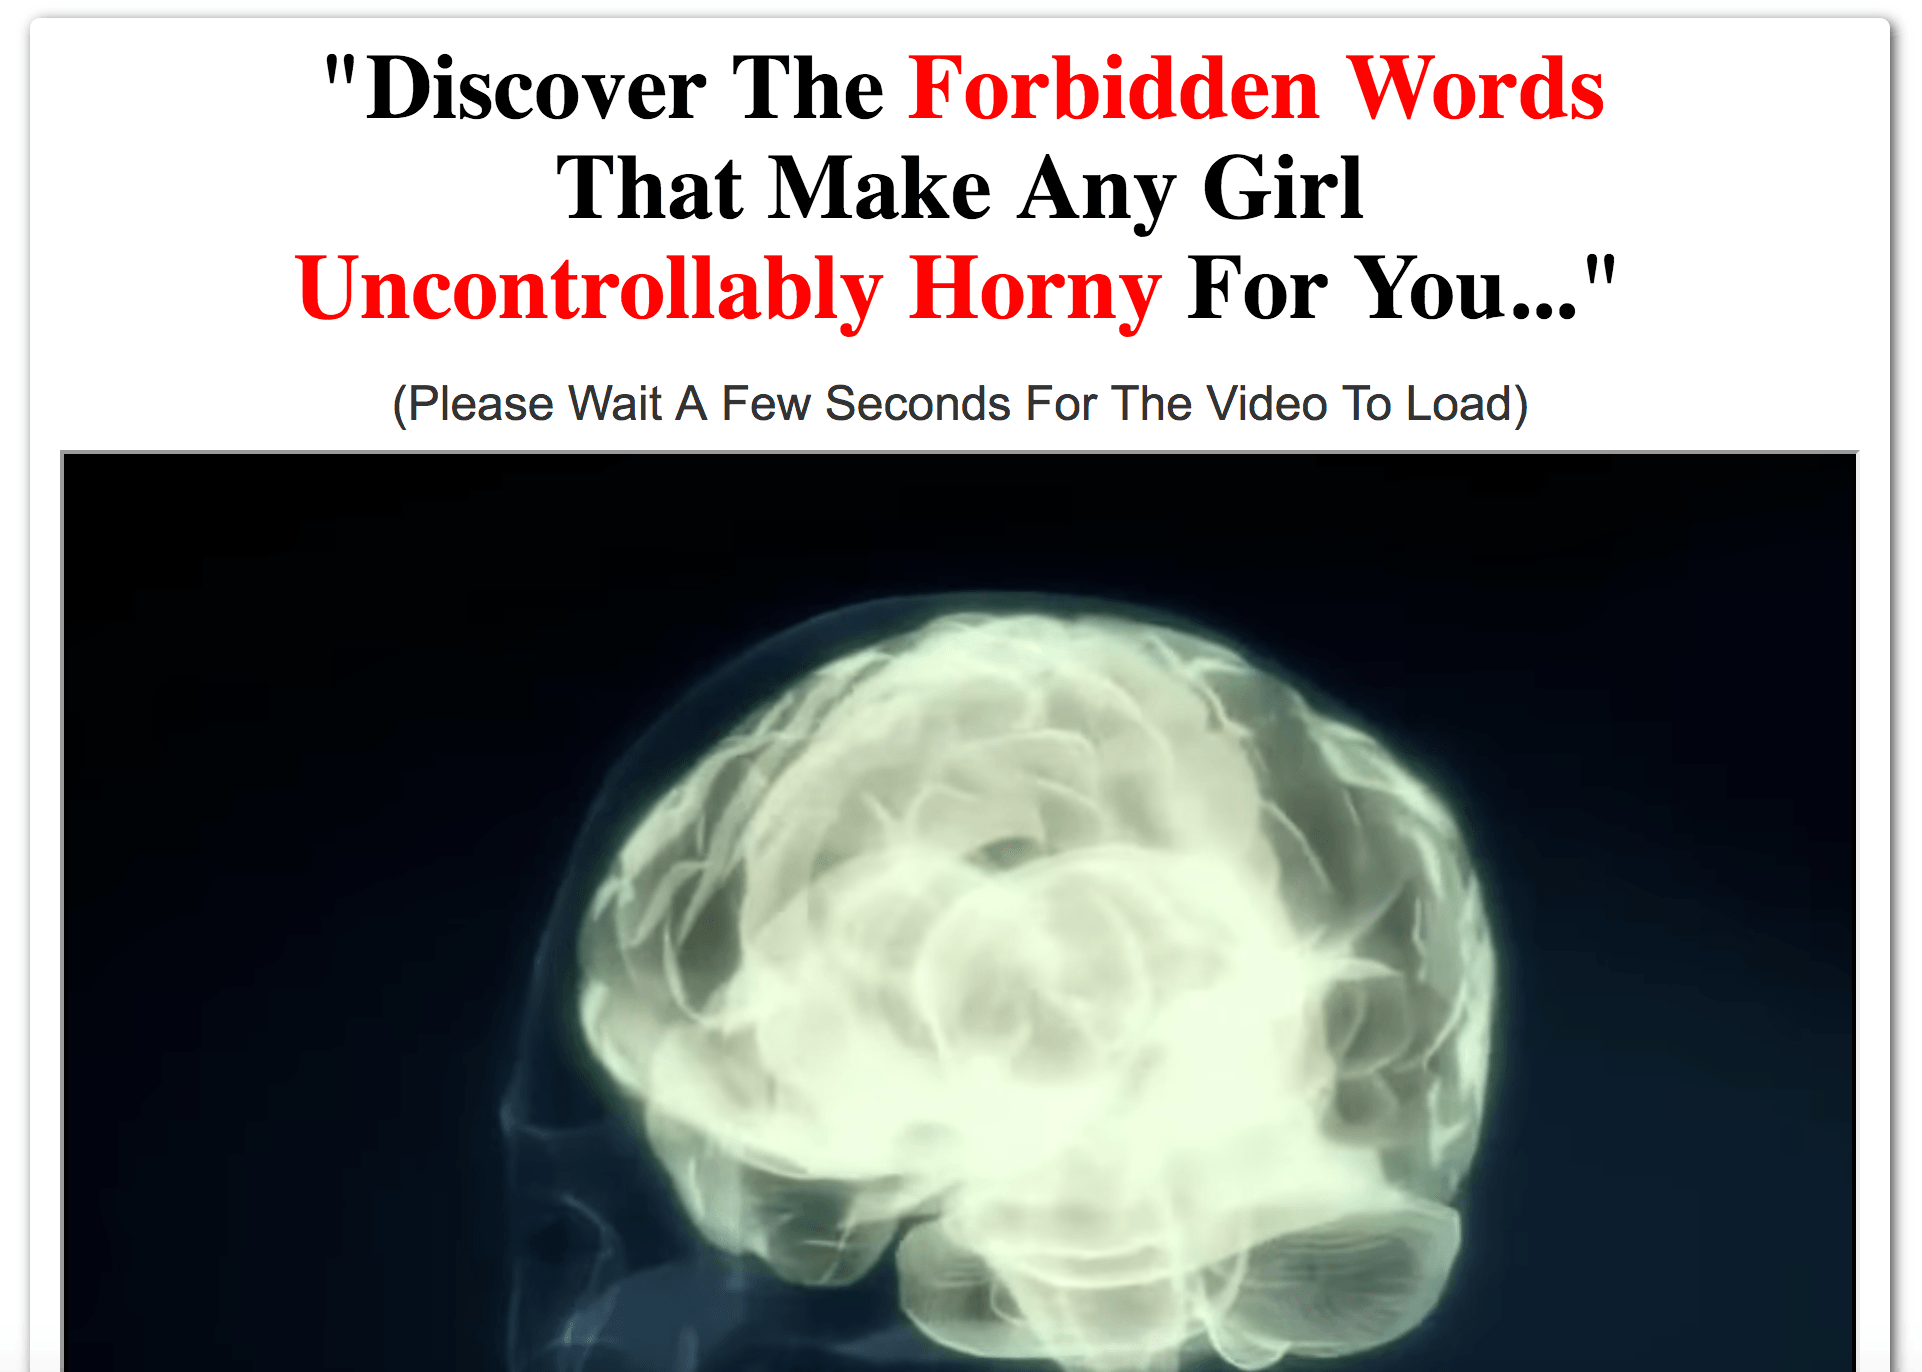 "Discover The Forbidden Words
That Make Any Girl
Uncontrollably Horny For You..."
(Please Wait A Few Seconds For The Video To Load)